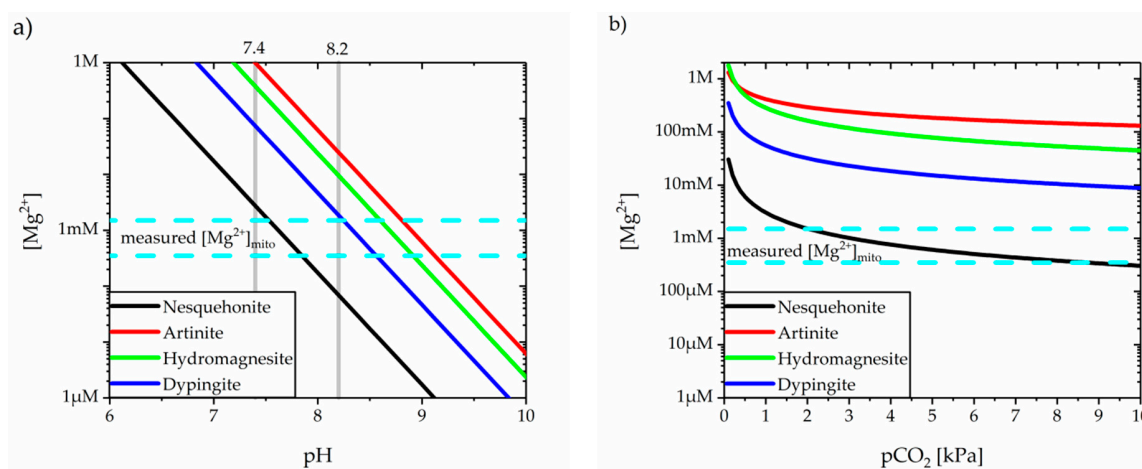 a)
7.4 8.2
1M
1mM
1µM
[Mg²⁺]
measured [Mg²⁺]mito
Nesquehonite
Artinite
Hydromagnesite
Dypingite
6 7 8 9 10
pH
b)
1M
100mM
10mM
1mM
100µM
10µM
1µM
[Mg²⁺]
measured [Mg²⁺]mito
Nesquehonite
Artinite
Hydromagnesite
Dypingite
0 1 2 3 4 5 6 7 8 9 10
pCO₂ [kPa]